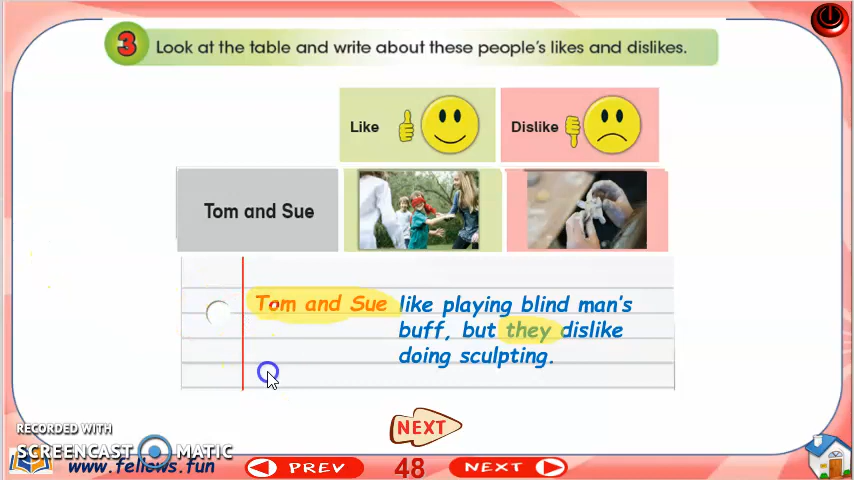 3 Look at the table and write about these people's likes and dislikes.
Like
Dislike
Tom and Sue
Tom and Sue like playing blind man's
buff, but they dislike
doing sculpting.
NEXT
RECORDED WITH
SCREENCAST MATIC
www.fellows.fun
PREV
48
NEXT